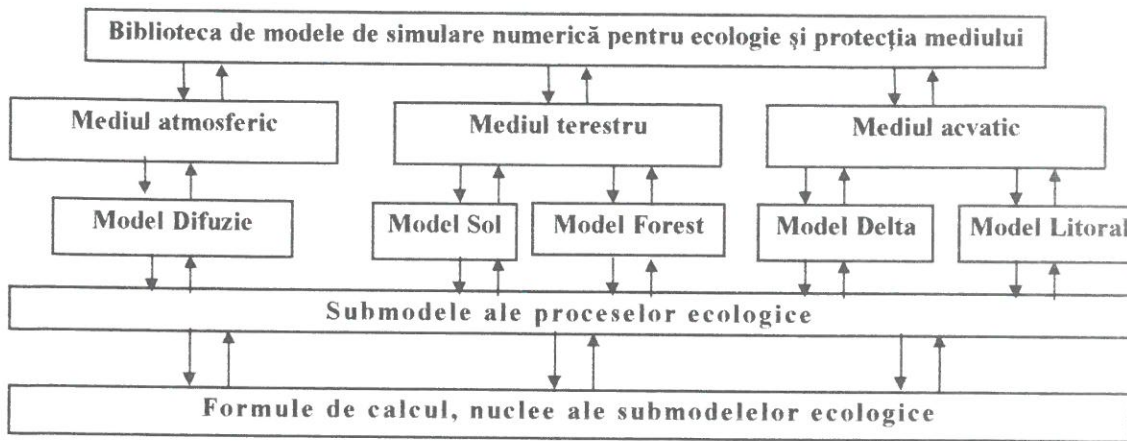 Biblioteca de modele de simulare numerică pentru ecologie și protecția mediului
Mediul atmosferic
Mediul terestru
Mediul acvatic
Model Difuzie
Model Sol
Model Forest
Model Delta
Model Litoral
Submodele ale proceselor ecologice
Formule de calcul, nuclee ale submodelelor ecologice